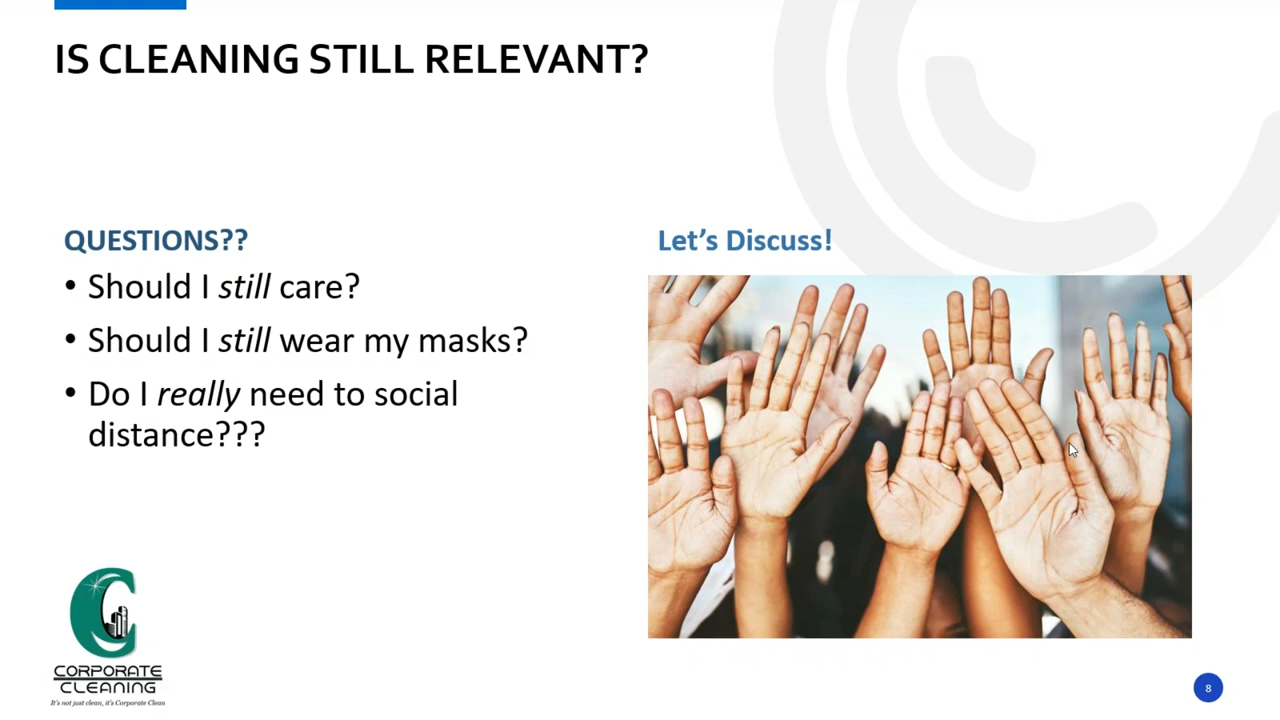 IS CLEANING STILL RELEVANT?
QUESTIONS??
• Should I still care?
• Should I still wear my masks?
• Do I really need to social
distance???
Let's Discuss!
CORPORATE
CLEANING
It's not just clean, it's Corporate Clean
8